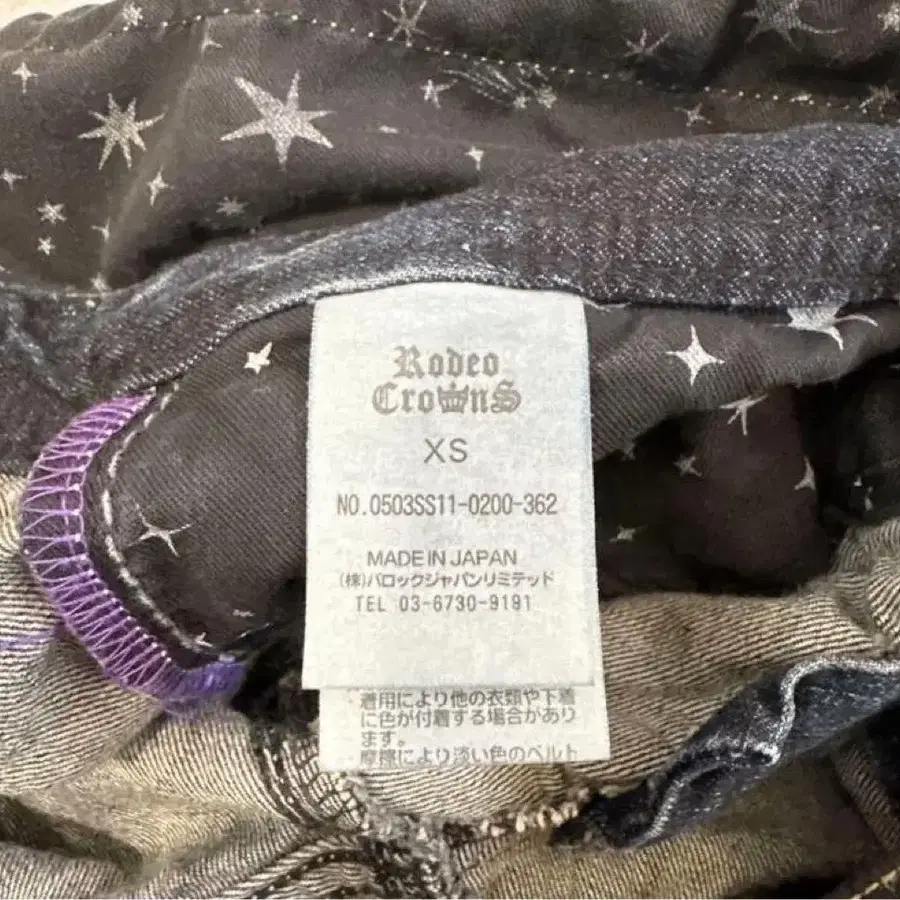 Rodeo
Crowns
XS
NO.0503SS11-0200-362
MADE IN JAPAN
(株)バロックジャパンリミテッド
TEL 03-6730-9191
・着用により他の衣類や下着
に色が付着する場合があり
ます。
・摩擦により淡い色のベルト